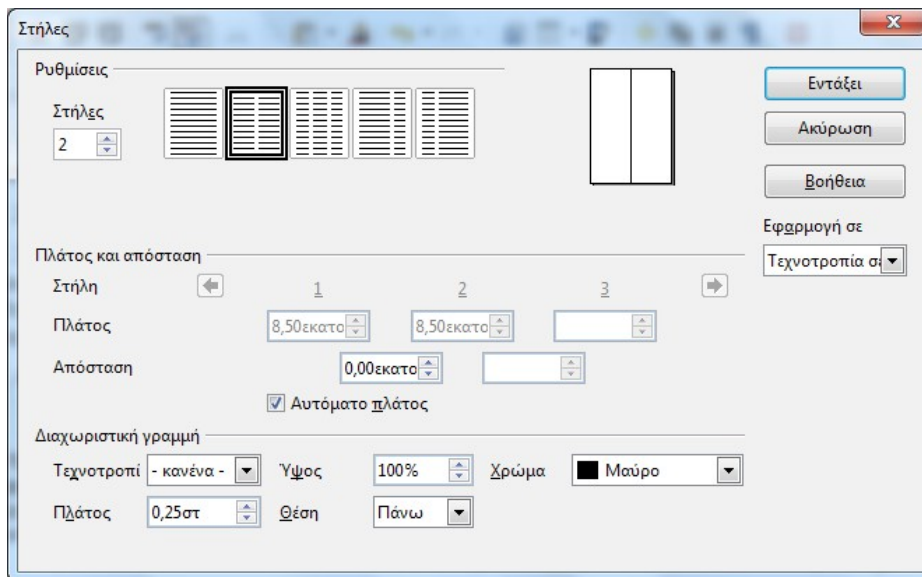 Στήλες
Ρυθμίσεις
Στήλες
2
Εντάξει
Ακύρωση
Βοήθεια
Εφαρμογή σε
Τεχνοτροπία σε
Πλάτος και απόσταση
Στήλη 1 2 3
Πλάτος 8,50εκατο 8,50εκατο
Απόσταση 0,00εκατο
Αυτόματο πλάτος
Διαχωριστική γραμμή
Τεχνοτροπί - κανένα - Ύψος 100% Χρώμα Μαύρο
Πλάτος 0,25στ Θέση Πάνω